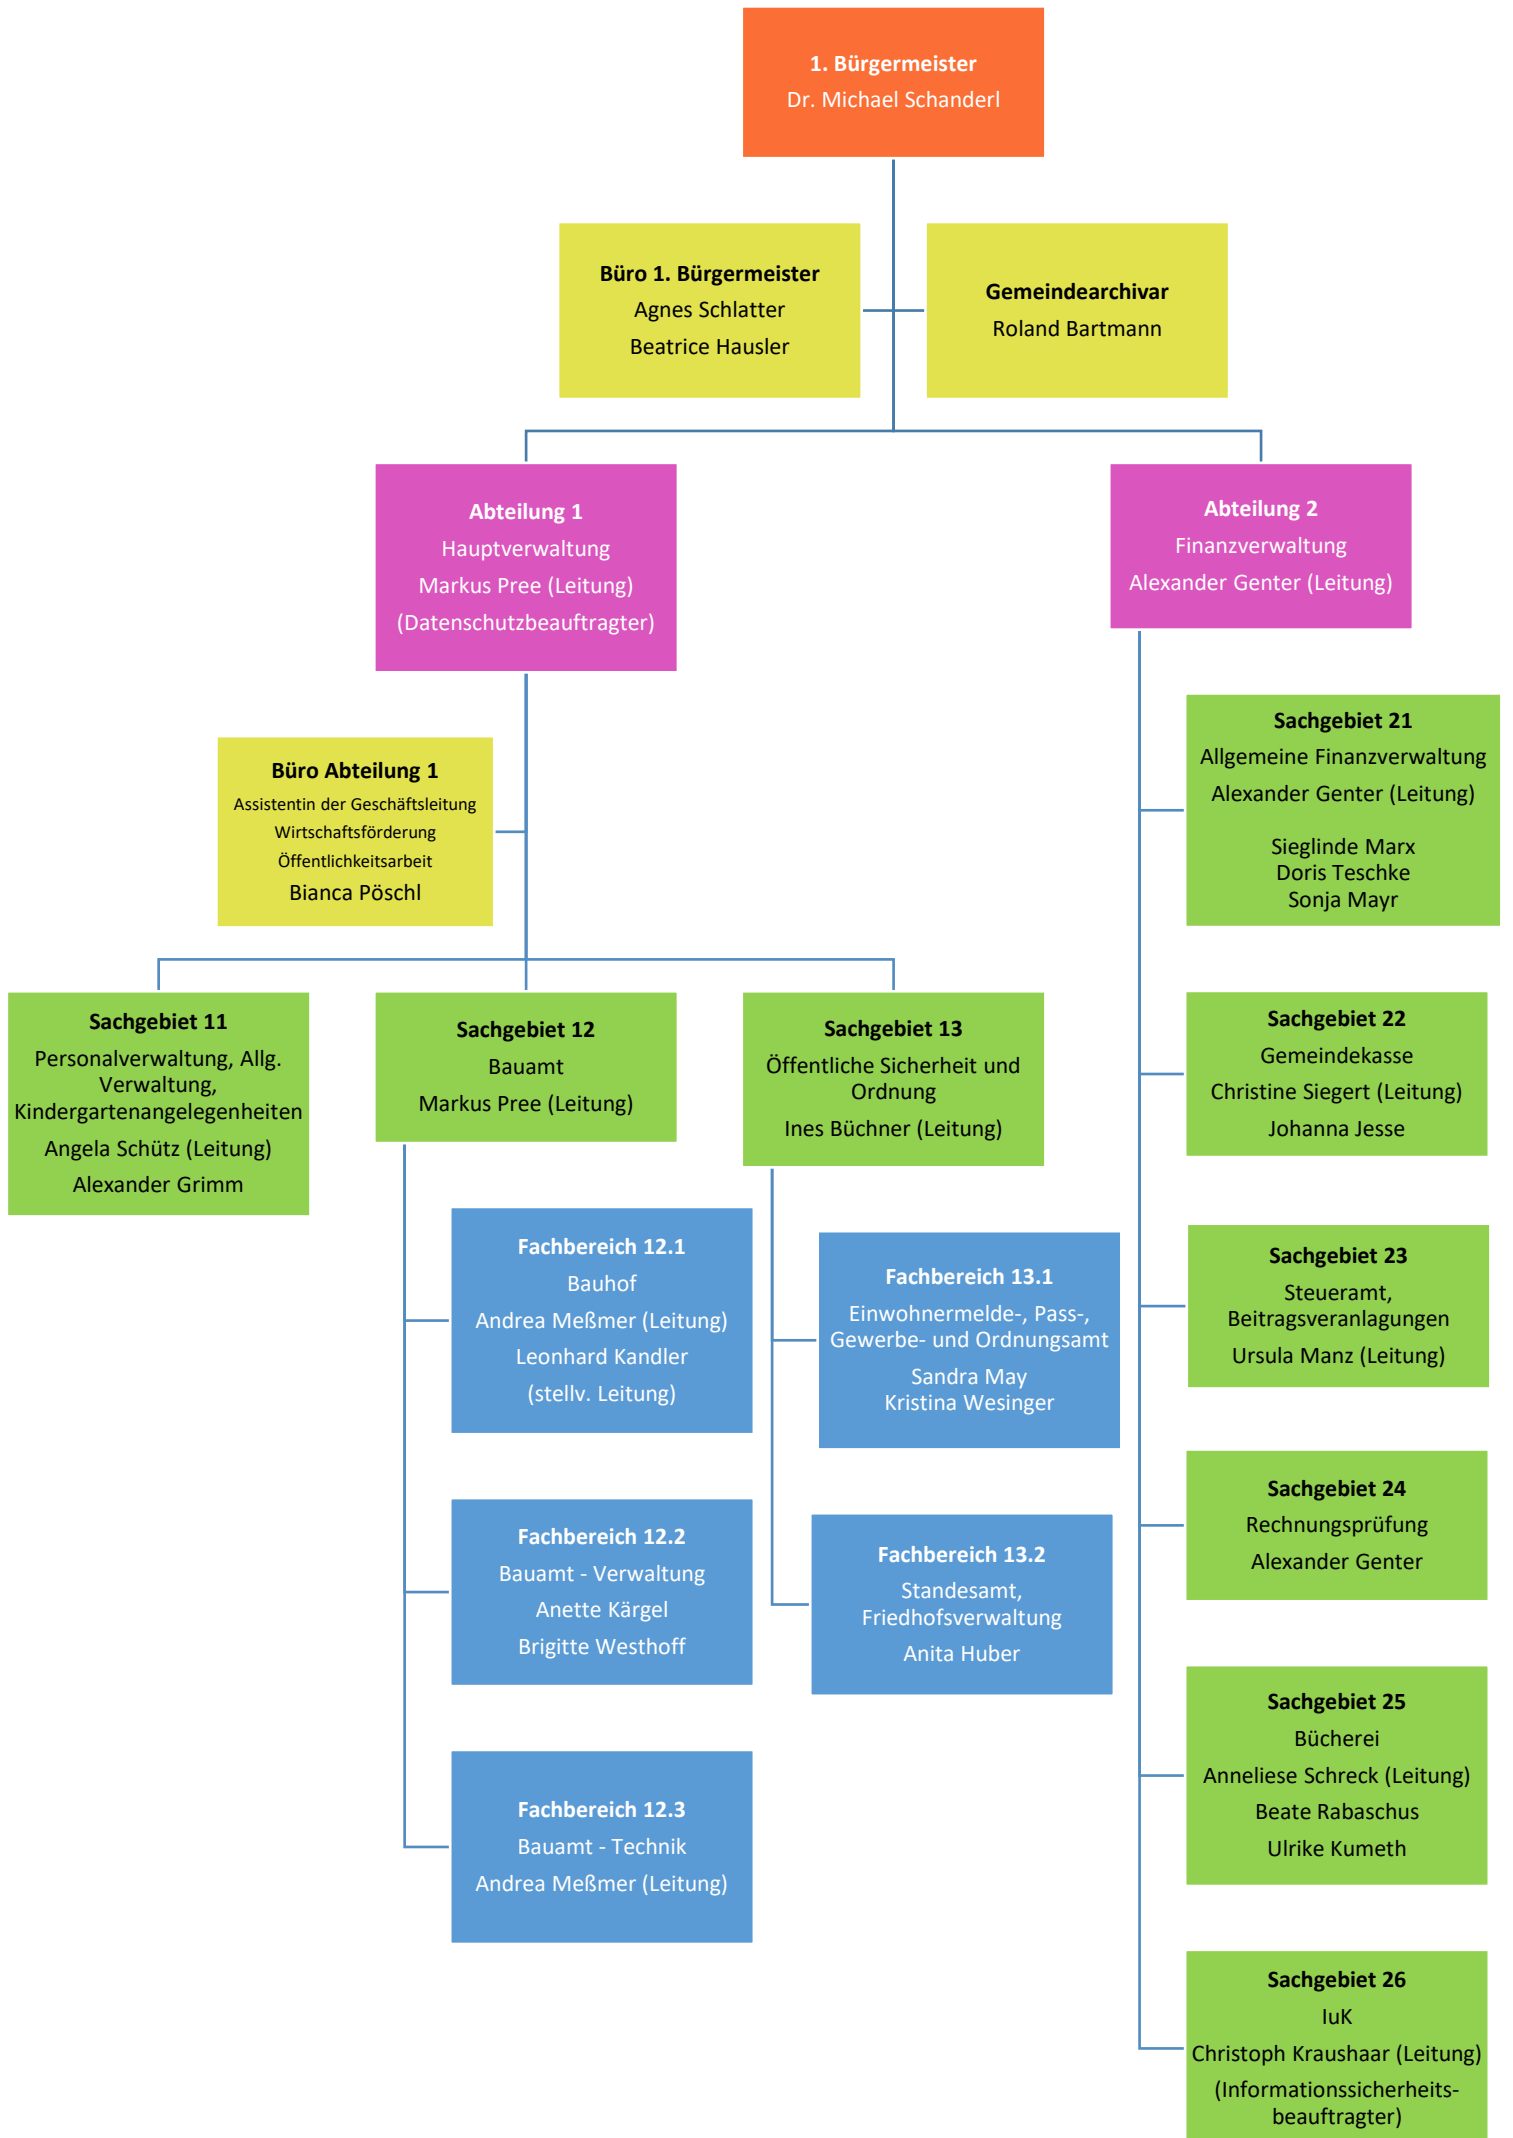 1. Bürgermeister
Dr. Michael Schanderl
Büro 1. Bürgermeister
Agnes Schlatter
Beatrice Hausler
Gemeindearchivar
Roland Bartmann
Abteilung 1
Hauptverwaltung
Markus Pree (Leitung)
(Datenschutzbeauftragter)
Abteilung 2
Finanzverwaltung
Alexander Genter (Leitung)
Büro Abteilung 1
Assistentin der Geschäftsleitung
Wirtschaftsförderung
Öffentlichkeitsarbeit
Bianca Pöschl
Sachgebiet 11
Personalverwaltung, Allg.
Verwaltung,
Kindergartenangelegenheiten
Angela Schütz (Leitung)
Alexander Grimm
Sachgebiet 12
Bauamt
Markus Pree (Leitung)
Fachbereich 12.1
Bauhof
Andrea Meßmer (Leitung)
Leonhard Kandler
(stellv. Leitung)
Fachbereich 12.2
Bauamt - Verwaltung
Anette Kärgel
Brigitte Westhoff
Fachbereich 12.3
Bauamt - Technik
Andrea Meßmer (Leitung)
Sachgebiet 13
Öffentliche Sicherheit und
Ordnung
Ines Büchner (Leitung)
Fachbereich 13.1
Einwohnermelde-, Pass-,
Gewerbe- und Ordnungsamt
Sandra May
Kristina Wesinger
Fachbereich 13.2
Standesamt,
Friedhofsverwaltung
Anita Huber
Sachgebiet 21
Allgemeine Finanzverwaltung
Alexander Genter (Leitung)
Sieglinde Marx
Doris Teschke
Sonja Mayr
Sachgebiet 22
Gemeindekasse
Christine Siegert (Leitung)
Johanna Jesse
Sachgebiet 23
Steueramt,
Beitragsveranlagungen
Ursula Manz (Leitung)
Sachgebiet 24
Rechnungsprüfung
Alexander Genter
Sachgebiet 25
Bücherei
Anneliese Schreck (Leitung)
Beate Rabaschus
Ulrike Kumeth
Sachgebiet 26
IuK
Christoph Kraushaar (Leitung)
(Informationssicherheits-
beauftragter)